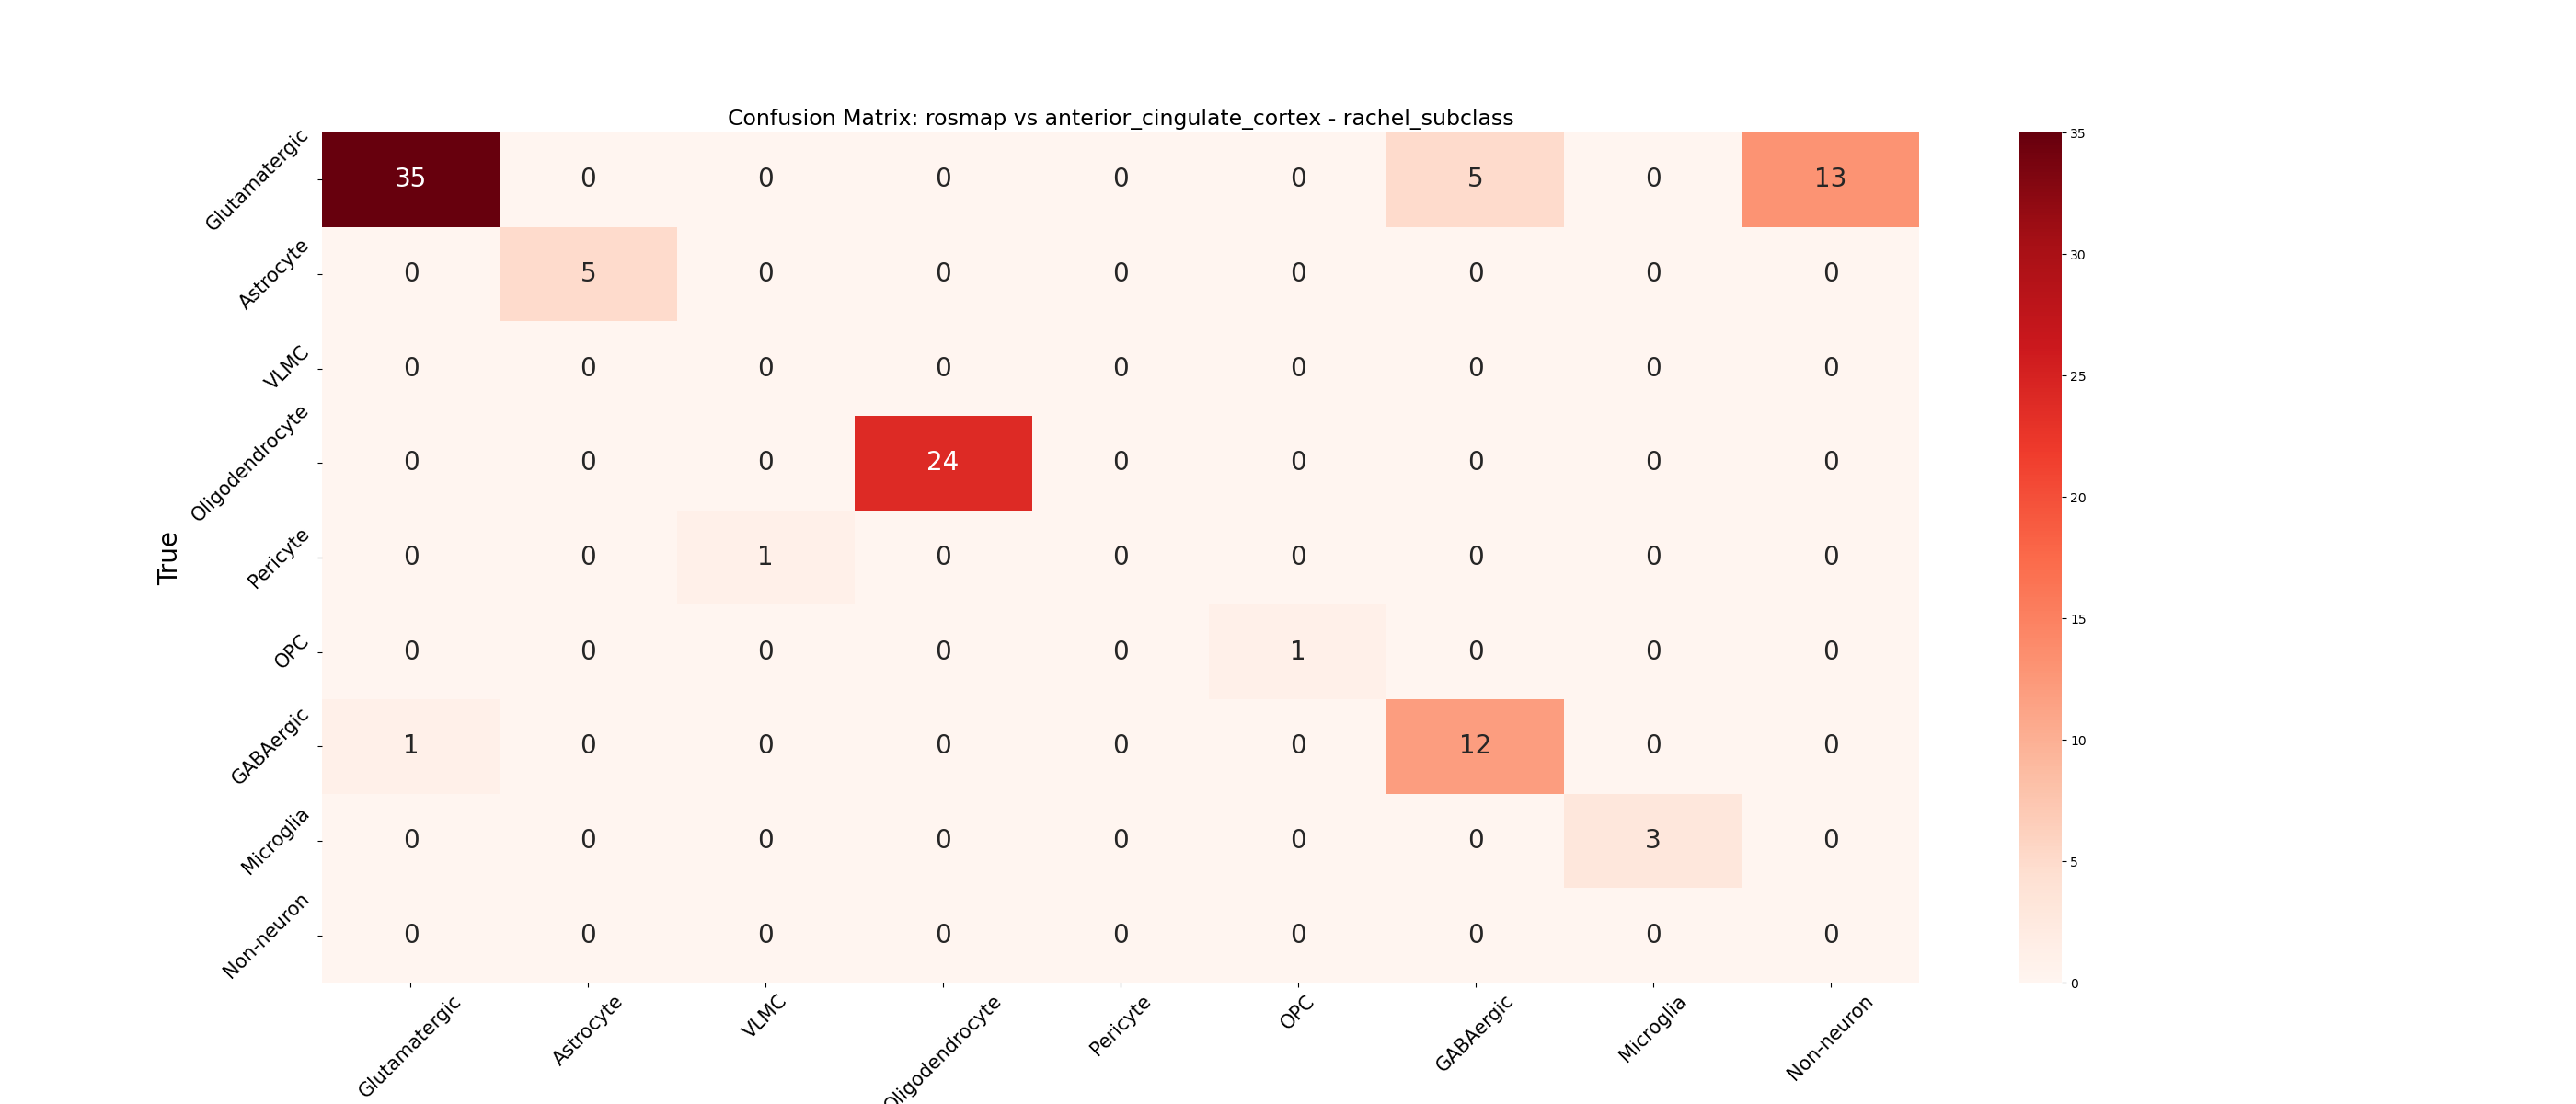 Confusion Matrix: rosmap vs anterior_cingulate_cortex - rachel_subclass
True
Glutamatergic 35 0 0 0 0 0 5 0 13
Astrocyte 0 5 0 0 0 0 0 0 0
VLMC 0 0 0 0 0 0 0 0 0
Oligodendrocyte 0 0 0 24 0 0 0 0 0
Pericyte 0 0 1 0 0 0 0 0 0
OPC 0 0 0 0 0 1 0 0 0
GABAergic 1 0 0 0 0 0 12 0 0
Microglia 0 0 0 0 0 0 0 3 0
Non-neuron 0 0 0 0 0 0 0 0 0
Glutamatergic Astrocyte VLMC Oligodendrocyte Pericyte OPC GABAergic Microglia Non-neuron
35
30
25
20
15
10
5
0